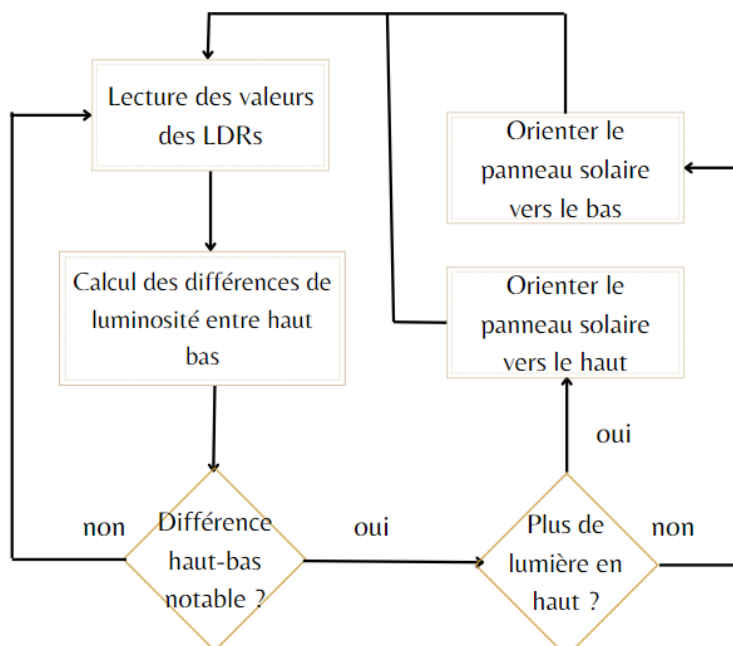 Lecture des valeurs
des LDRs
Calcul des différences de
luminosité entre haut
bas
Différence
haut-bas
notable ?
non
oui
Plus de
lumière en
haut ?
oui
non
Orienter le
panneau solaire
vers le haut
Orienter le
panneau solaire
vers le bas